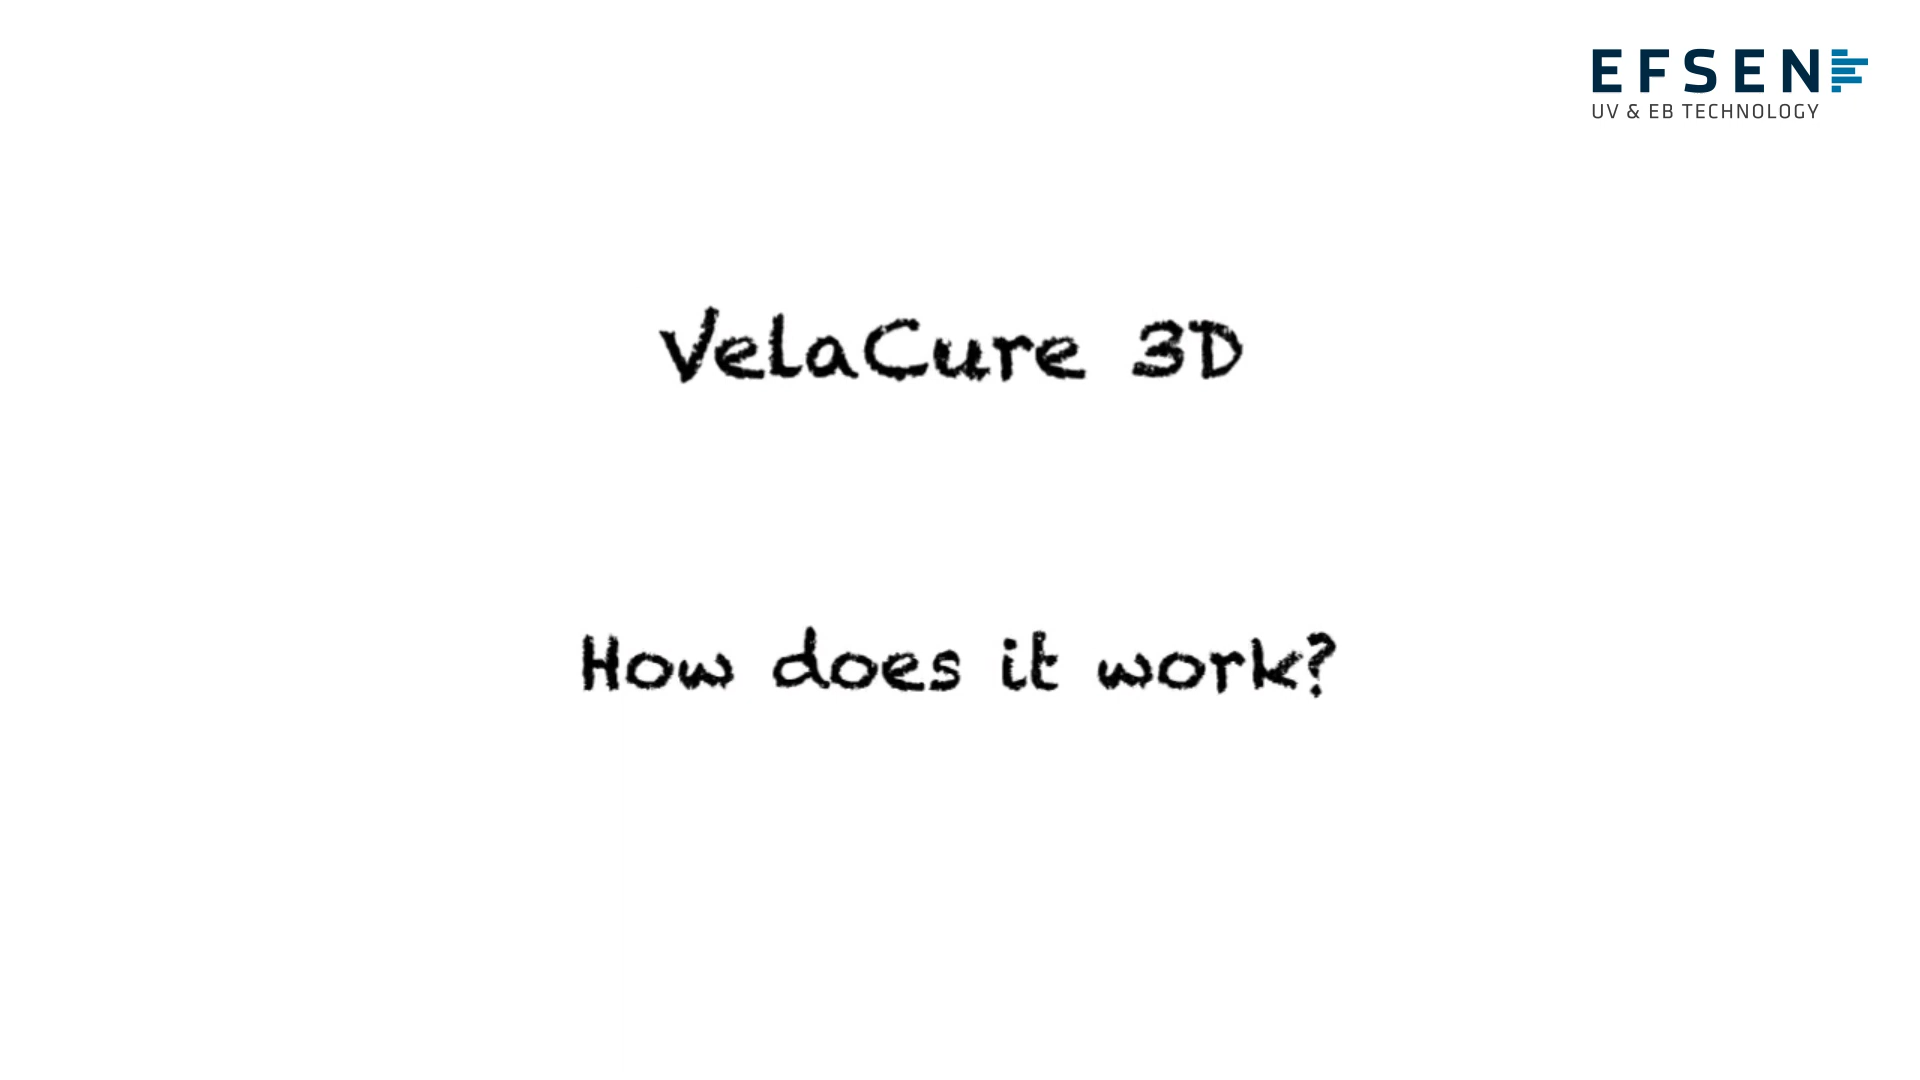 EFSEN
UV & EB TECHNOLOGY
VelaCure 3D
How does it work?